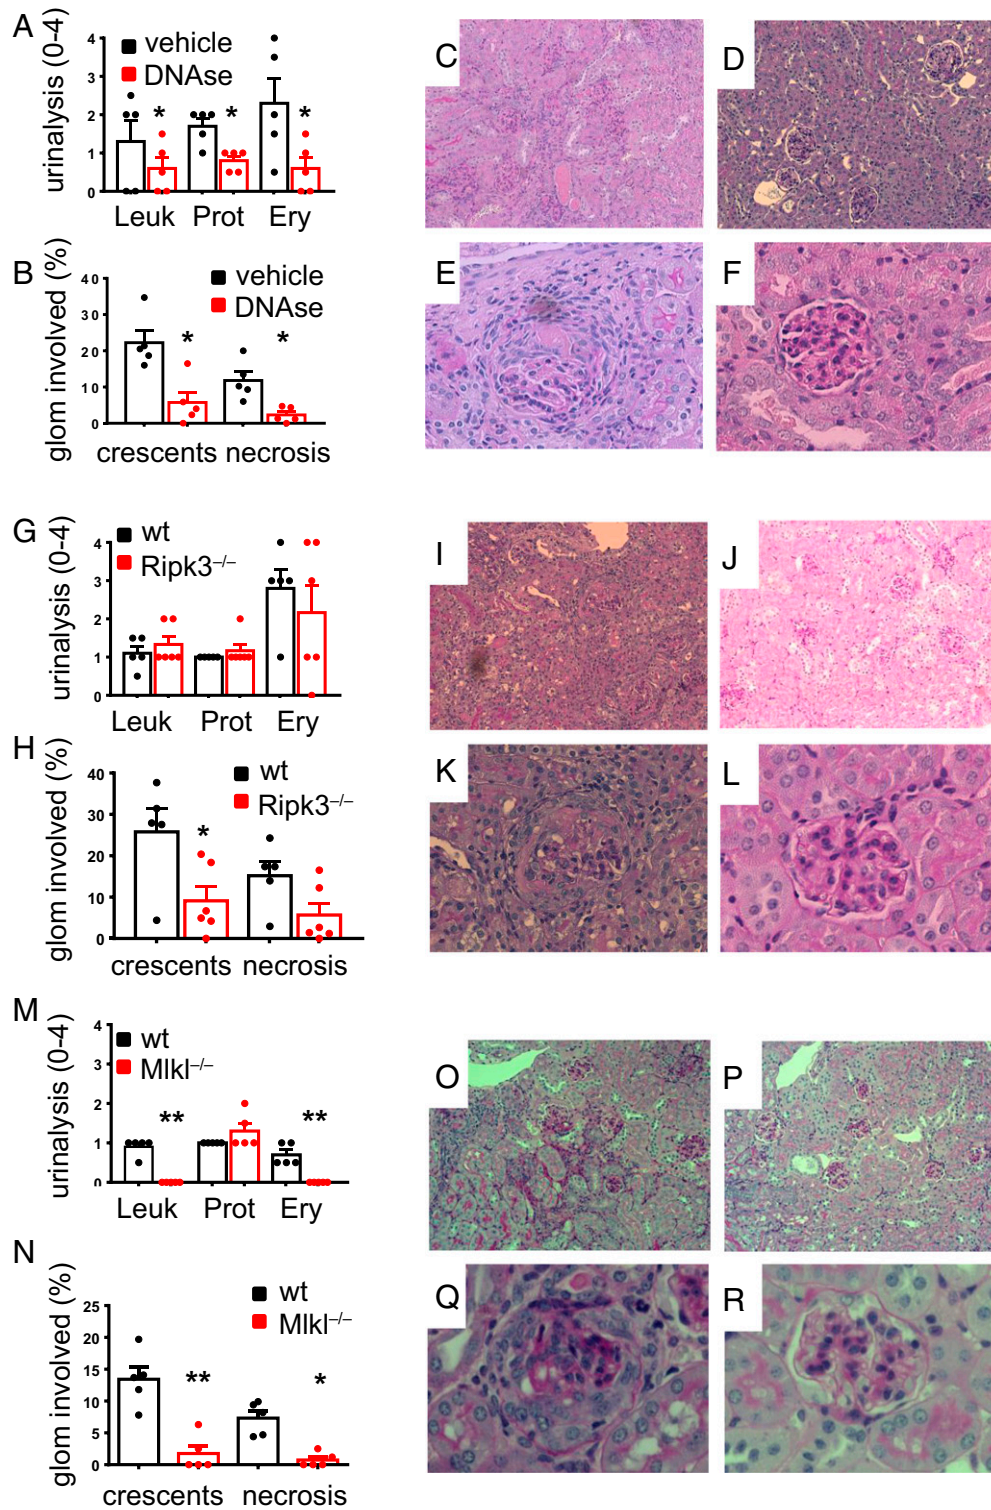 A
urinalysis (0-4)
4
3
2
1
0
vehicle
DNAse
*
*
*
Leuk Prot Ery
B
glom involved (%)
40
30
20
10
0
vehicle
DNAse
*
*
crescents necrosis
C
D
E
F
G
urinalysis (0-4)
4
3
2
1
0
wt
Ripk3–/–
Leuk Prot Ery
H
glom involved (%)
40
30
20
10
0
wt
Ripk3–/–
*
crescents necrosis
I
J
K
L
M
urinalysis (0-4)
4
3
2
1
0
wt
Mlkl–/–
**
**
Leuk Prot Ery
N
glom involved (%)
25
20
15
10
5
0
wt
Mlkl–/–
**
*
crescents necrosis
O
P
Q
R